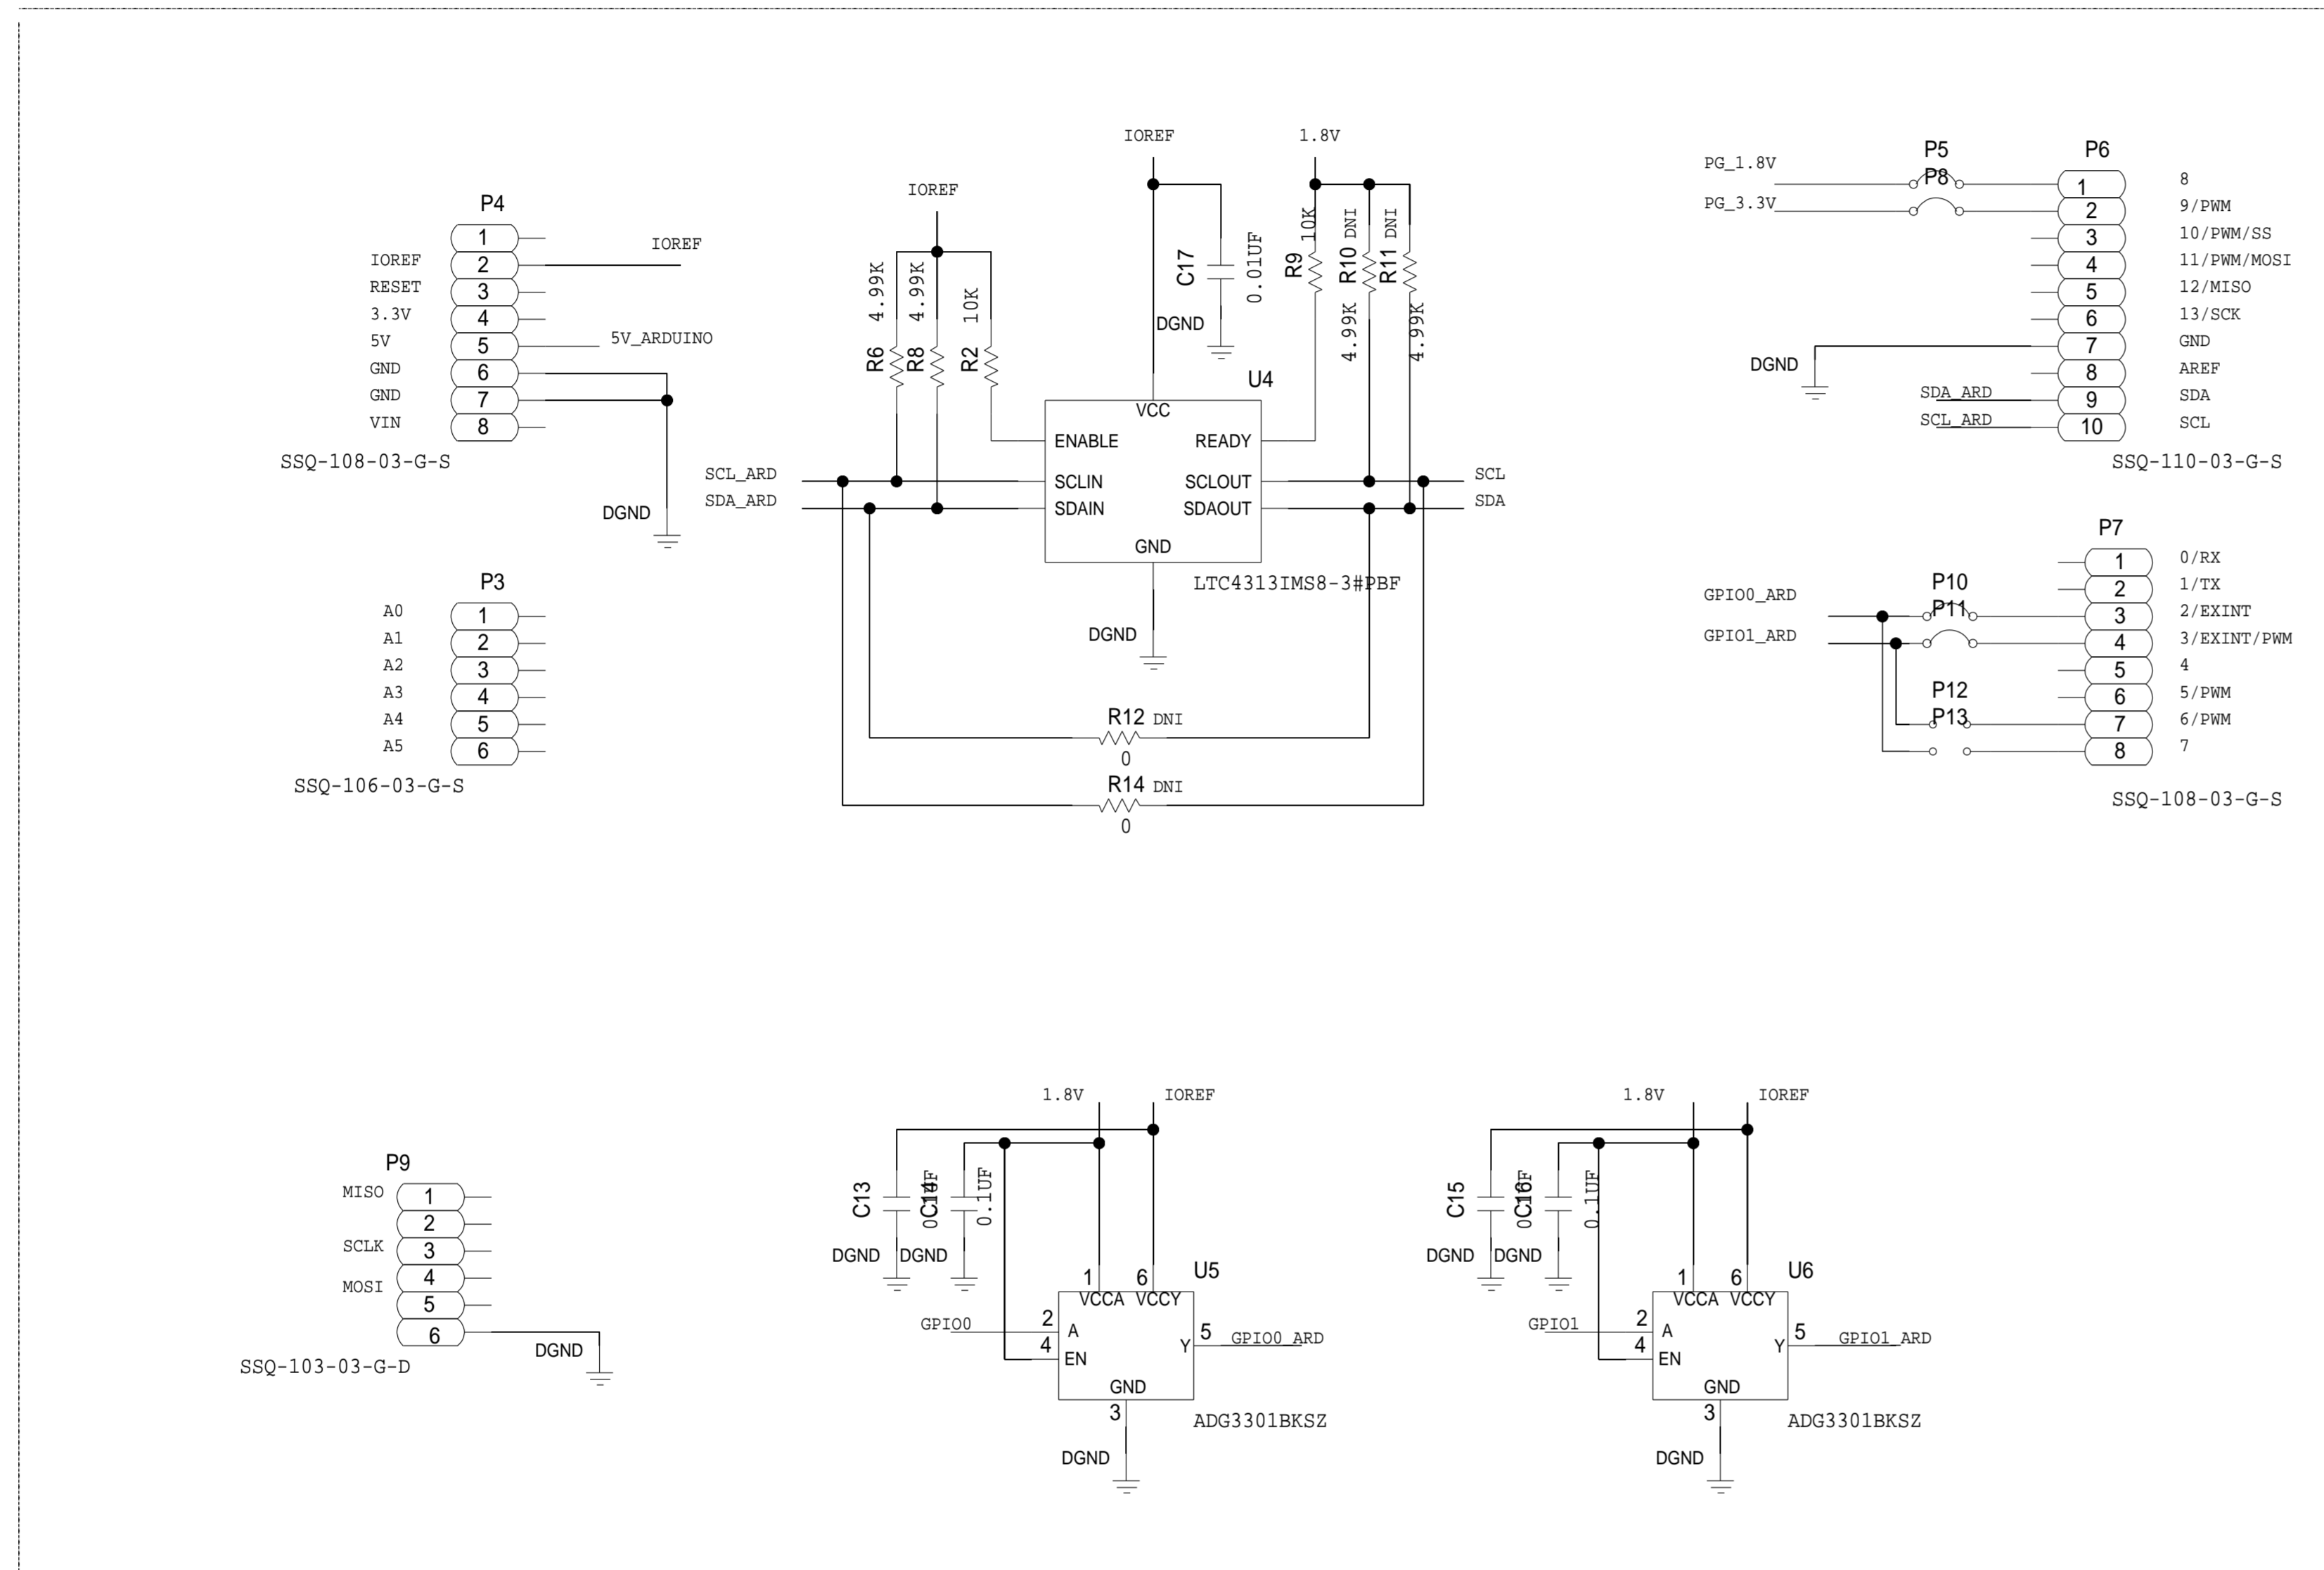 P4
1
IOREF 2 IOREF
RESET 3
3.3V 4
5V 5 5V_ARDUINO
GND 6
GND 7
VIN 8
SSQ-108-03-G-S
DGND
P3
A0 1
A1 2
A2 3
A3 4
A4 5
A5 6
SSQ-106-03-G-S
IOREF
IOREF
1.8V
4.99K
4.99K
10K
R6
R8
R2
C17
0.01UF
DGND
R9
10K
R10
DNI
4.99K
R11
DNI
4.99K
U4
VCC
ENABLE READY
SCL_ARD SCLIN SCLOUT SCL
SDA_ARD SDAIN SDAOUT SDA
GND
LTC4313IMS8-3#PBF
DGND
R12 DNI
0
R14 DNI
0
P5
P6
PG_1.8V
P8
1 8
PG_3.3V 2 9/PWM
3 10/PWM/SS
4 11/PWM/MOSI
5 12/MISO
6 13/SCK
7 GND
DGND
8 AREF
SDA_ARD 9 SDA
SCL_ARD 10 SCL
SSQ-110-03-G-S
P7
1 0/RX
2 1/TX
P10
GPIO0_ARD P11 3 2/EXINT
GPIO1_ARD 4 3/EXINT/PWM
5 4
P12 6 5/PWM
P13 7 6/PWM
8 7
SSQ-108-03-G-S
P9
MISO 1
2
SCLK 3
4
MOSI
5
6
DGND
SSQ-103-03-G-D
1.8V IOREF
C13
C14
0.1UF
DGND DGND
U5
1 6
VCCA VCCY
GPIO0 2 A
4 EN
Y 5 GPIO0_ARD
GND
3
ADG3301BKSZ
DGND
1.8V IOREF
C15
C16
0.1UF
DGND DGND
U6
1 6
VCCA VCCY
GPIO1 2 A
4 EN
Y 5 GPIO1_ARD
GND
3
ADG3301BKSZ
DGND